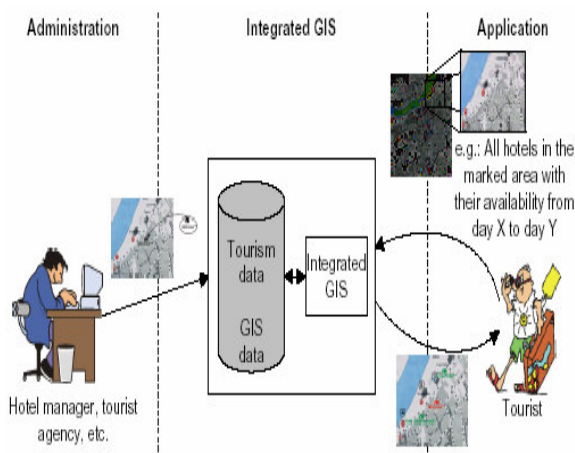 Administration
Integrated GIS
Application
e.g.: All hotels in the
marked area with
their availability from
day X to day Y
Tourism
data
GIS
data
Integrated
GIS
Hotel manager, tourist
agency, etc.
Tourist